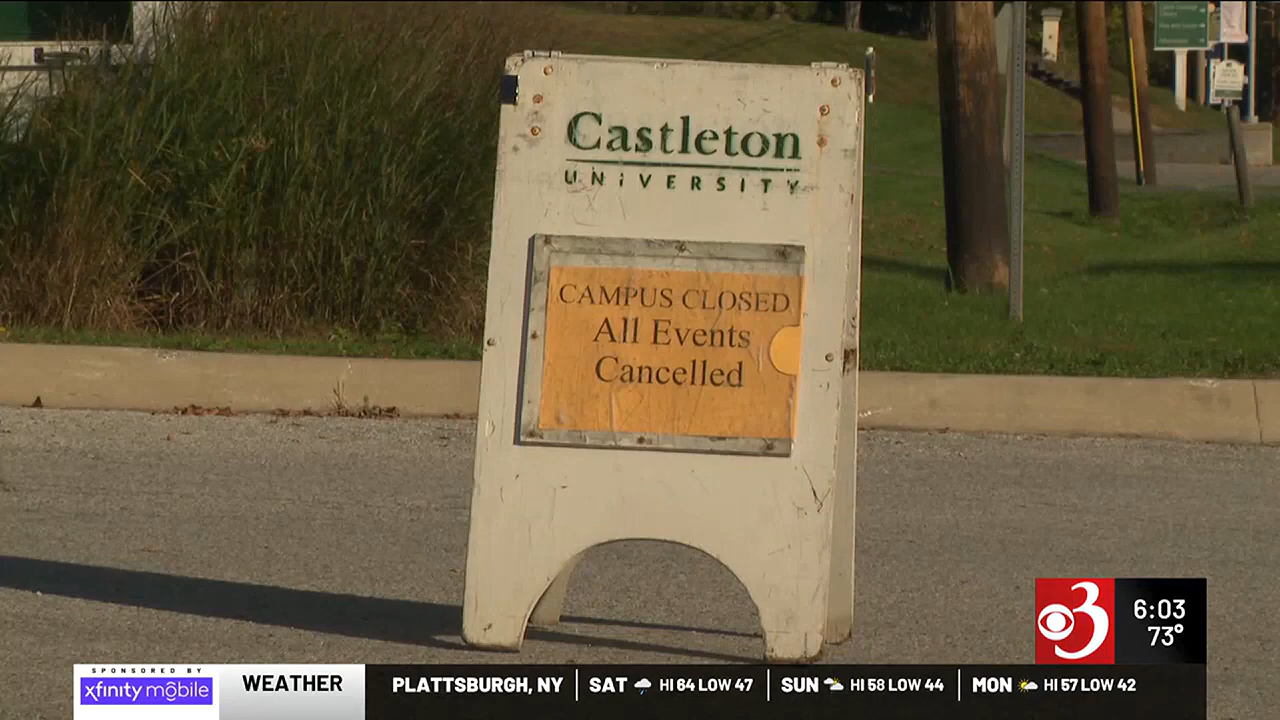 Castleton
UNIVERSITY
CAMPUS CLOSED
All Events
Cancelled
3
6:03
73°
SPONSORED BY
xfinity mobile
WEATHER
PLATTSBURGH, NY
SAT HI 64 LOW 47
SUN HI 58 LOW 44
MON HI 57 LOW 42